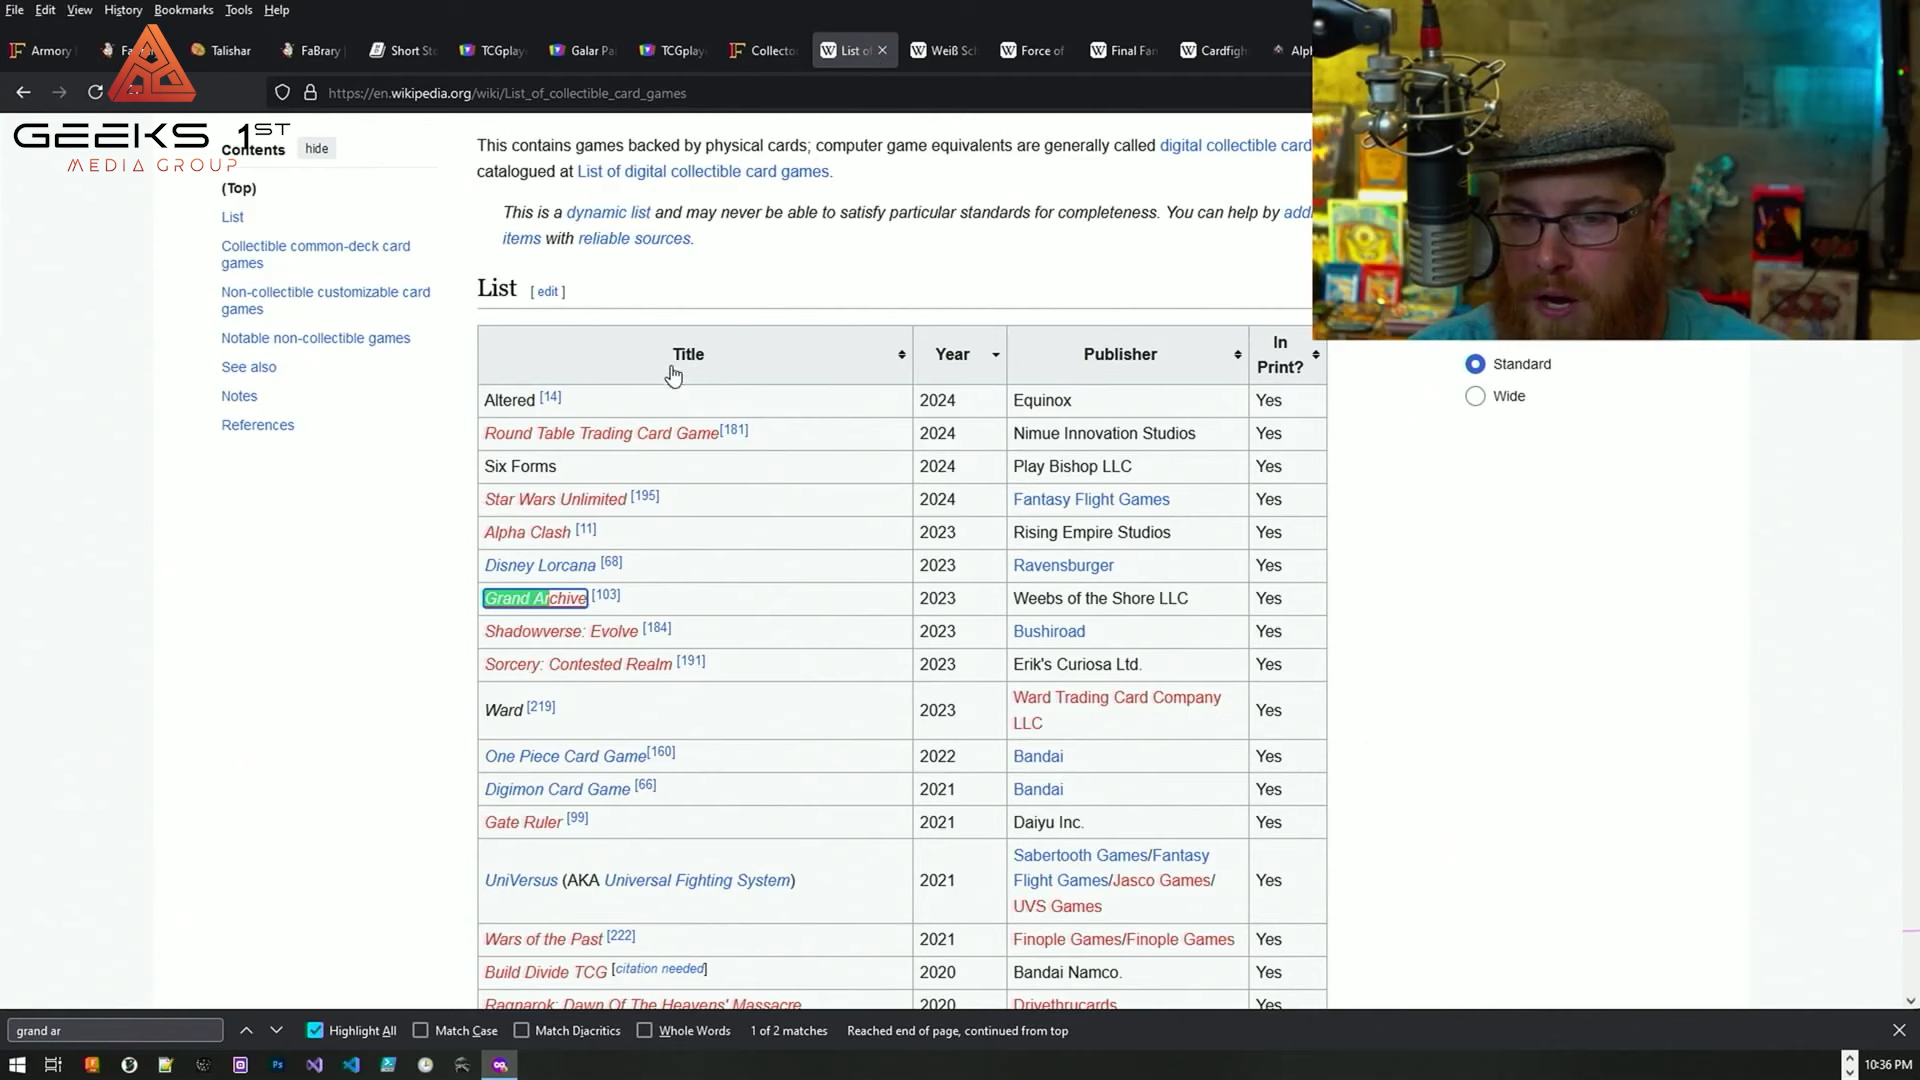 File Edit View History Bookmarks Tools Help
Armory Talishar FaBrary Short St TCGplay Galar Pa TCGplay Collecto List o Weiß Sc Force of Final Fan Cardfigh Alph
https://en.wikipedia.org/wiki/List_of_collectible_card_games
GEEKS 1ST
MEDIA GROUP
Contents hide
(Top)
List
Collectible common-deck card
games
Non-collectible customizable card
games
Notable non-collectible games
See also
Notes
References
This contains games backed by physical cards; computer game equivalents are generally called digital collectible card
catalogued at List of digital collectible card games.
This is a dynamic list and may never be able to satisfy particular standards for completeness. You can help by add
items with reliable sources.
List [ edit ]
Title Year Publisher In Print?
Altered [14] 2024 Equinox Yes
Round Table Trading Card Game[181] 2024 Nimue Innovation Studios Yes
Six Forms 2024 Play Bishop LLC Yes
Star Wars Unlimited [195] 2024 Fantasy Flight Games Yes
Alpha Clash [11] 2023 Rising Empire Studios Yes
Disney Lorcana [68] 2023 Ravensburger Yes
Grand Archive [103] 2023 Weebs of the Shore LLC Yes
Shadowverse: Evolve [184] 2023 Bushiroad Yes
Sorcery: Contested Realm [191] 2023 Erik's Curiosa Ltd. Yes
Ward [219] 2023 Ward Trading Card Company LLC Yes
One Piece Card Game[160] 2022 Bandai Yes
Digimon Card Game [66] 2021 Bandai Yes
Gate Ruler [99] 2021 Daiyu Inc. Yes
UniVersus (AKA Universal Fighting System) 2021 Sabertooth Games/Fantasy Flight Games/Jasco Games/ UVS Games Yes
Wars of the Past [222] 2021 Finople Games/Finople Games Yes
Build Divide TCG [citation needed] 2020 Bandai Namco. Yes
Ragnarok: Dawn Of The Heavens' Massacre 2020 Drivethrucards Yes
Standard
Wide
grand ar Highlight All Match Case Match Diacritics Whole Words 1 of 2 matches Reached end of page, continued from top
10:36 PM